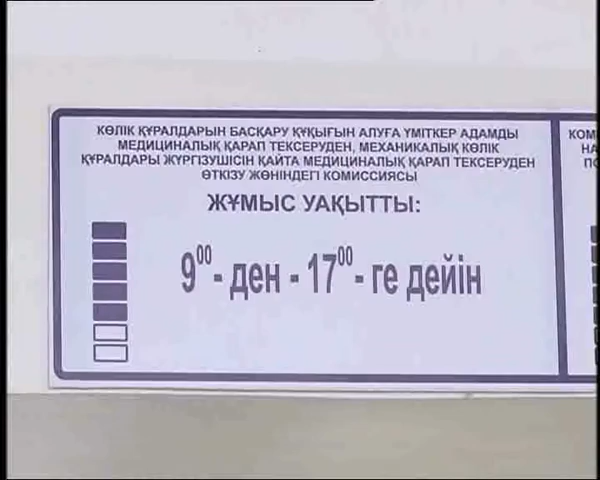 КӨЛІК ҚҰРАЛДАРЫН БАСҚАРУ ҚҰҚЫҒЫН АЛУҒА ҮМІТКЕР АДАМДЫ
МЕДИЦИНАЛЫҚ ҚАРАП ТЕКСЕРУДЕН, МЕХАНИКАЛЫҚ КӨЛІК
ҚҰРАЛДАРЫ ЖҮРГІЗУШІСІН ҚАЙТА МЕДИЦИНАЛЫҚ ҚАРАП ТЕКСЕРУДЕН
ӨТКІЗУ ЖӨНІНДЕГІ КОМИССИЯСЫ
ЖҰМЫС УАҚЫТТЫ:
9⁰⁰- ден - 17⁰⁰- ге дейін